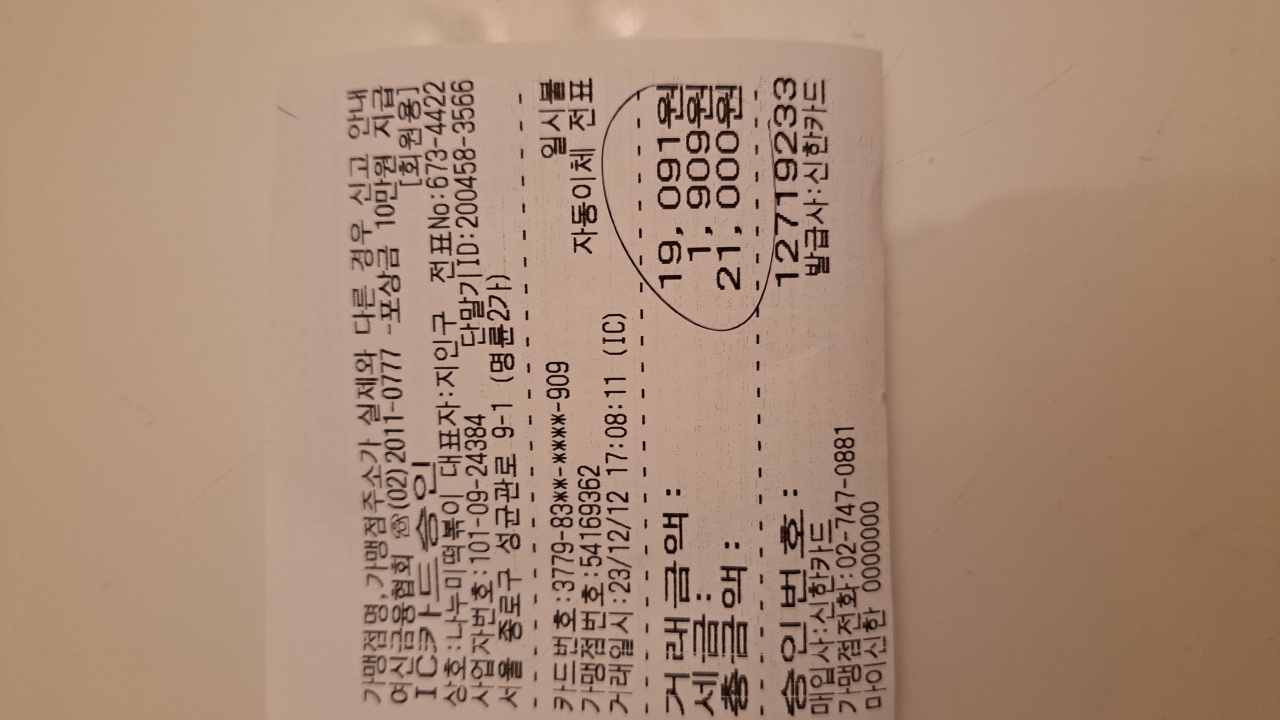 가맹점명,가맹점주소가 실제와 다른 경우 신고 안내
여신금융협회 ☏(02)2011-0777 -포상금 10만원 지급
IC카드승인 [회원용]
상호:나누미떡볶이 대표자:지인구 전표No:673-4422
사업자번호:101-09-24384 단말기ID:200458-3566
서울 종로구 성균관로 9-1 (명륜2가)
카드번호:3779-83**-****-909 일시불
가맹점번호:54169362 자동이체 전표
거래일시:23/12/12 17:08:11 (IC)
거래금액: 19,091원
세금: 1,909원
총금액: 21,000원
승인번호: 12719233
매입사:신한카드 발급사:신한카드
가맹점전화:02-747-0881
마이신한 0000000